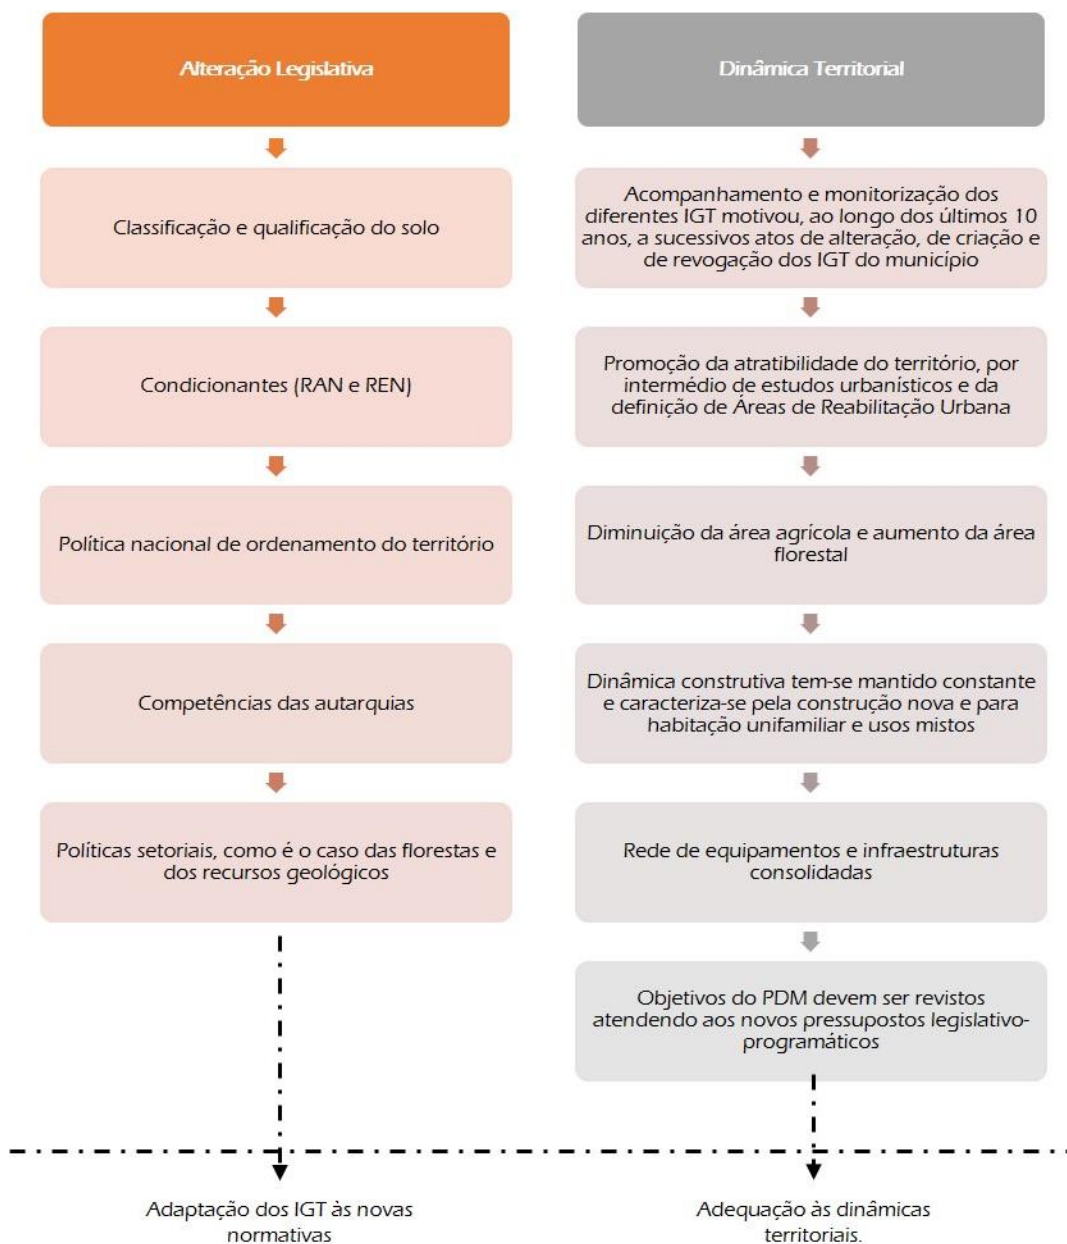 Alteração Legislativa
Classificação e qualificação do solo
Condicionantes (RAN e REN)
Política nacional de ordenamento do território
Competências das autarquias
Políticas setoriais, como é o caso das florestas e
dos recursos geológicos
Adaptação dos IGT às novas
normativas
Dinâmica Territorial
Acompanhamento e monitorização dos
diferentes IGT motivou, ao longo dos últimos 10
anos, a sucessivos atos de alteração, de criação e
de revogação dos IGT do município
Promoção da atratibilidade do território, por
intermédio de estudos urbanísticos e da
definição de Áreas de Reabilitação Urbana
Diminuição da área agrícola e aumento da área
florestal
Dinâmica construtiva tem-se mantido constante
e caracteriza-se pela construção nova e para
habitação unifamiliar e usos mistos
Rede de equipamentos e infraestruturas
consolidadas
Objetivos do PDM devem ser revistos
atendendo aos novos pressupostos legislativo-
programáticos
Adequação às dinâmicas
territoriais.